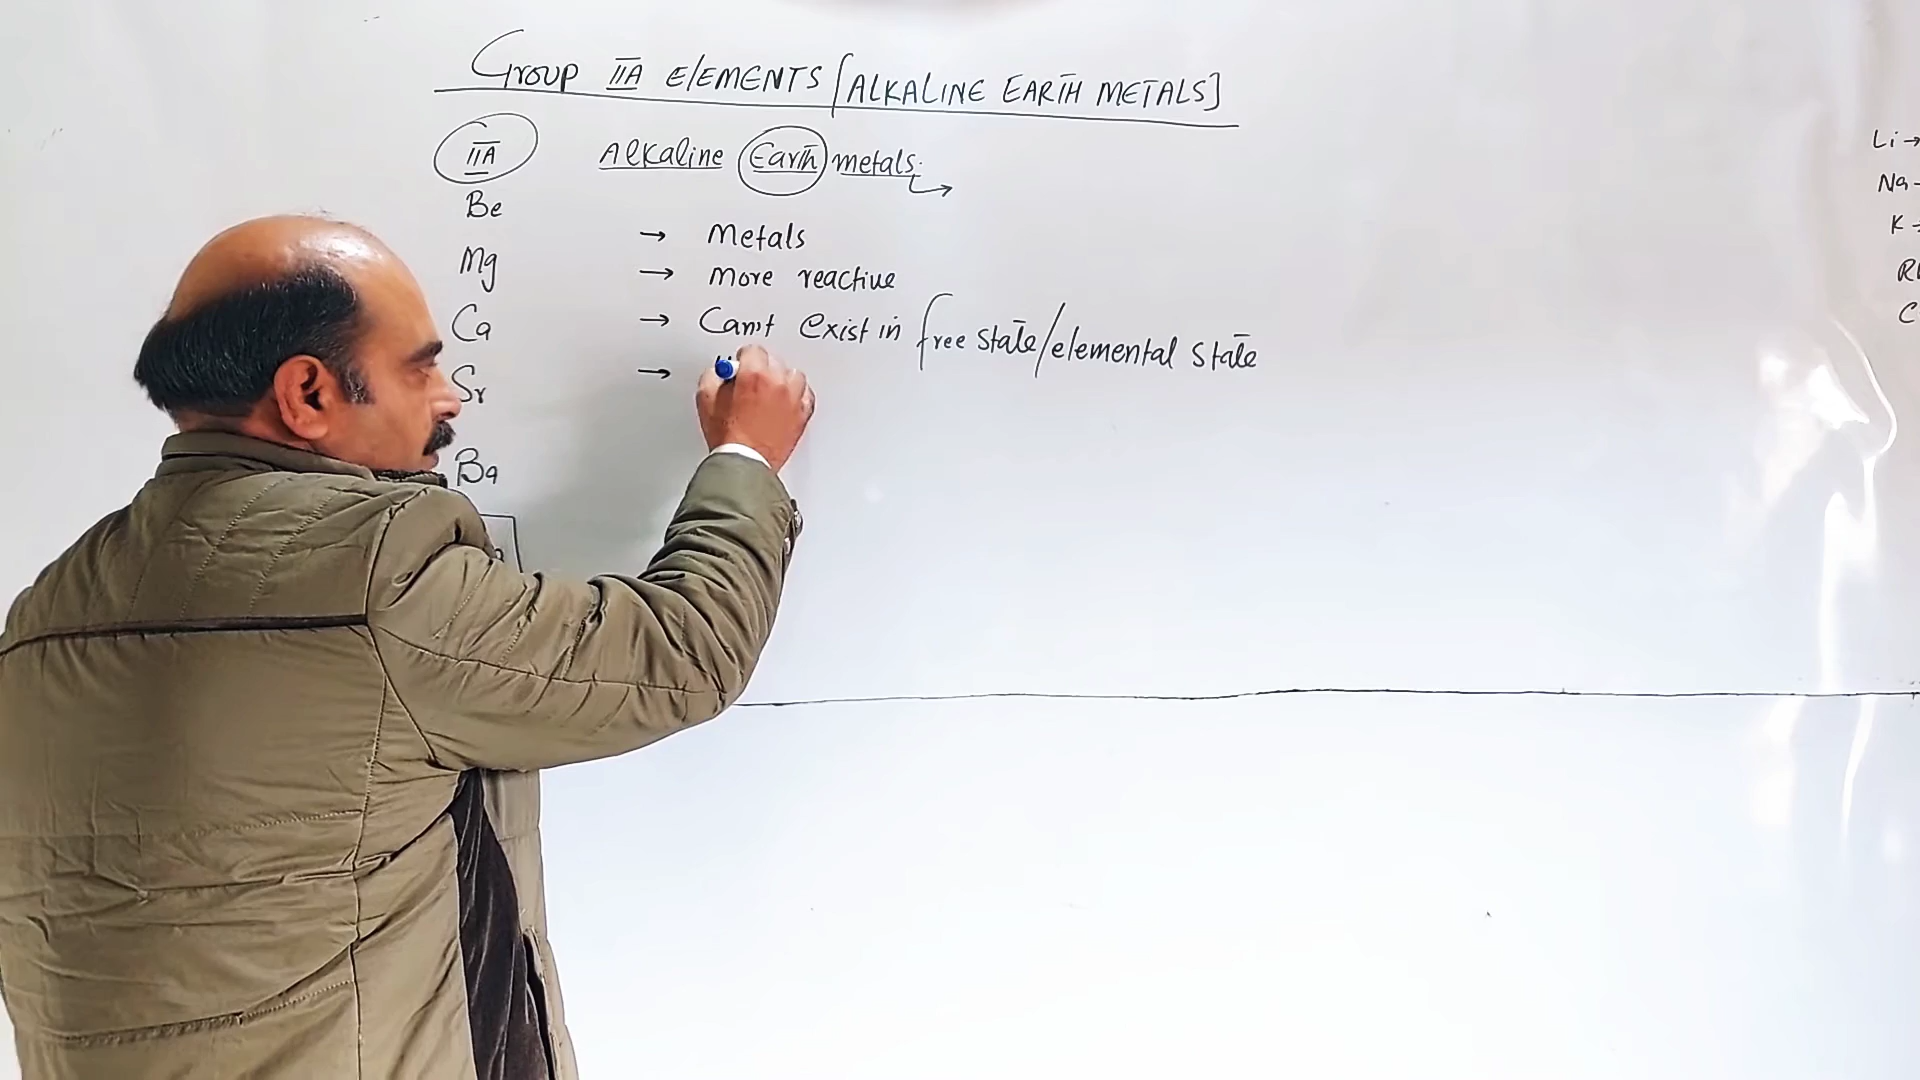 Group IIA ElEMENTS [ALKALINE EARTH METALS]
IIA
Alkaline Earth metals.
Be
Mg
Ca
Sr
Ba
→ Metals
→ More reactive
→ Can't exist in free state/elemental state
→
Li →
Na -
K -